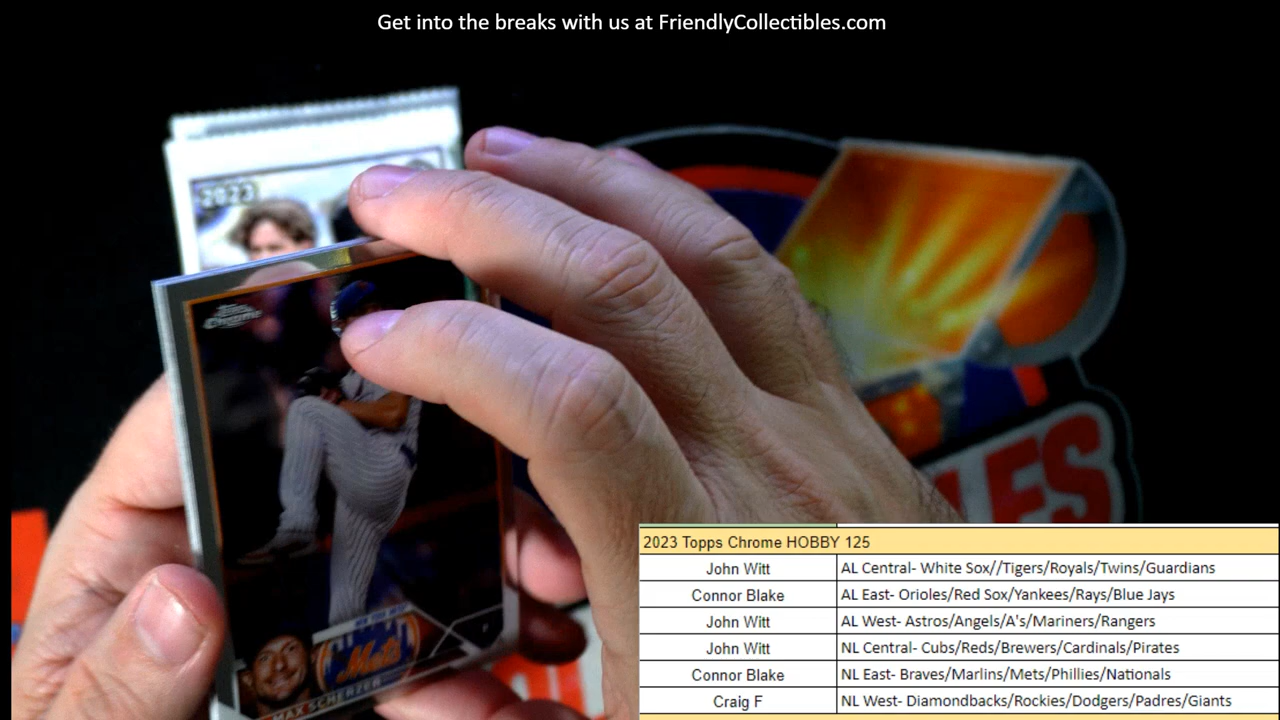 Get into the breaks with us at FriendlyCollectibles.com
2023
Topps
Chrome
LES
Mets
MAX SCHERZER
2023 Topps Chrome HOBBY 125
John Witt AL Central- White Sox//Tigers/Royals/Twins/Guardians
Connor Blake AL East- Orioles/Red Sox/Yankees/Rays/Blue Jays
John Witt AL West- Astros/Angels/A's/Mariners/Rangers
John Witt NL Central- Cubs/Reds/Brewers/Cardinals/Pirates
Connor Blake NL East- Braves/Marlins/Mets/Phillies/Nationals
Craig F NL West- Diamondbacks/Rockies/Dodgers/Padres/Giants